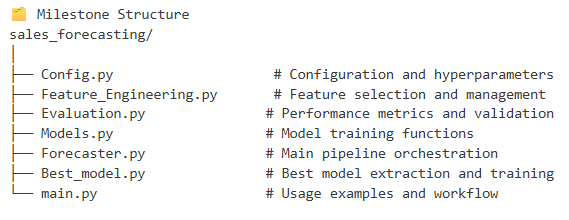 🗂️ Milestone Structure
sales_forecasting/
│
├── Config.py                    # Configuration and hyperparameters
├── Feature_Engineering.py       # Feature selection and management
├── Evaluation.py               # Performance metrics and validation
├── Models.py                   # Model training functions
├── Forecaster.py               # Main pipeline orchestration
├── Best_model.py               # Best model extraction and training
└── main.py                     # Usage examples and workflow